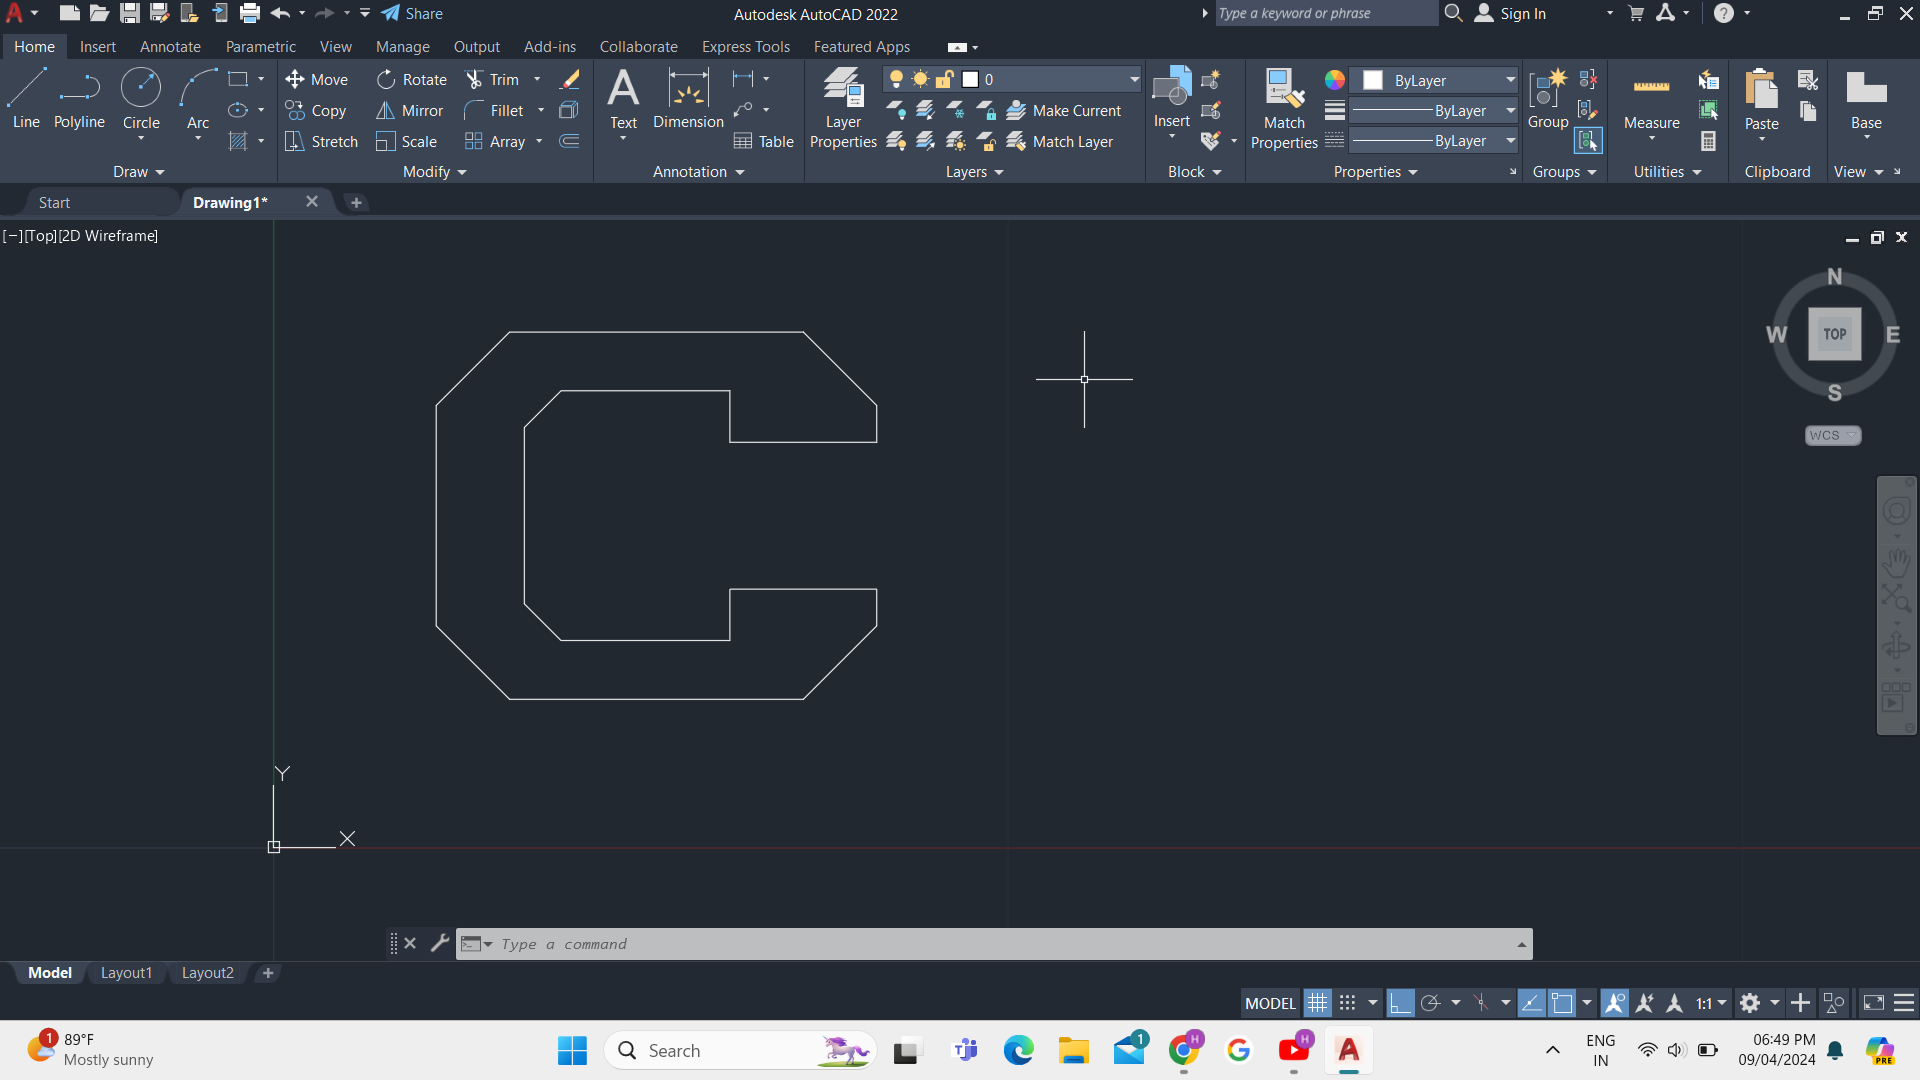 Share
Autodesk AutoCAD 2022
Type a keyword or phrase
Sign In
Home Insert Annotate Parametric View Manage Output Add-ins Collaborate Express Tools Featured Apps
Line
Polyline
Circle
Arc
Draw
Move
Rotate
Trim
Copy
Mirror
Fillet
Stretch
Scale
Array
Modify
Text
Dimension
Table
Annotation
Layer
Properties
0
Make Current
Match Layer
Layers
Insert
Block
Match
Properties
ByLayer
ByLayer
ByLayer
Properties
Group
Groups
Measure
Utilities
Paste
Clipboard
Base
View
Start
Drawing1*
[−][Top][2D Wireframe]
N
W
TOP
E
S
WCS
Y
X
Type a command
Model
Layout1
Layout2
MODEL
1:1
1
89°F
Mostly sunny
Search
1
H
H
ENG
IN
06:49 PM
09/04/2024
PRE